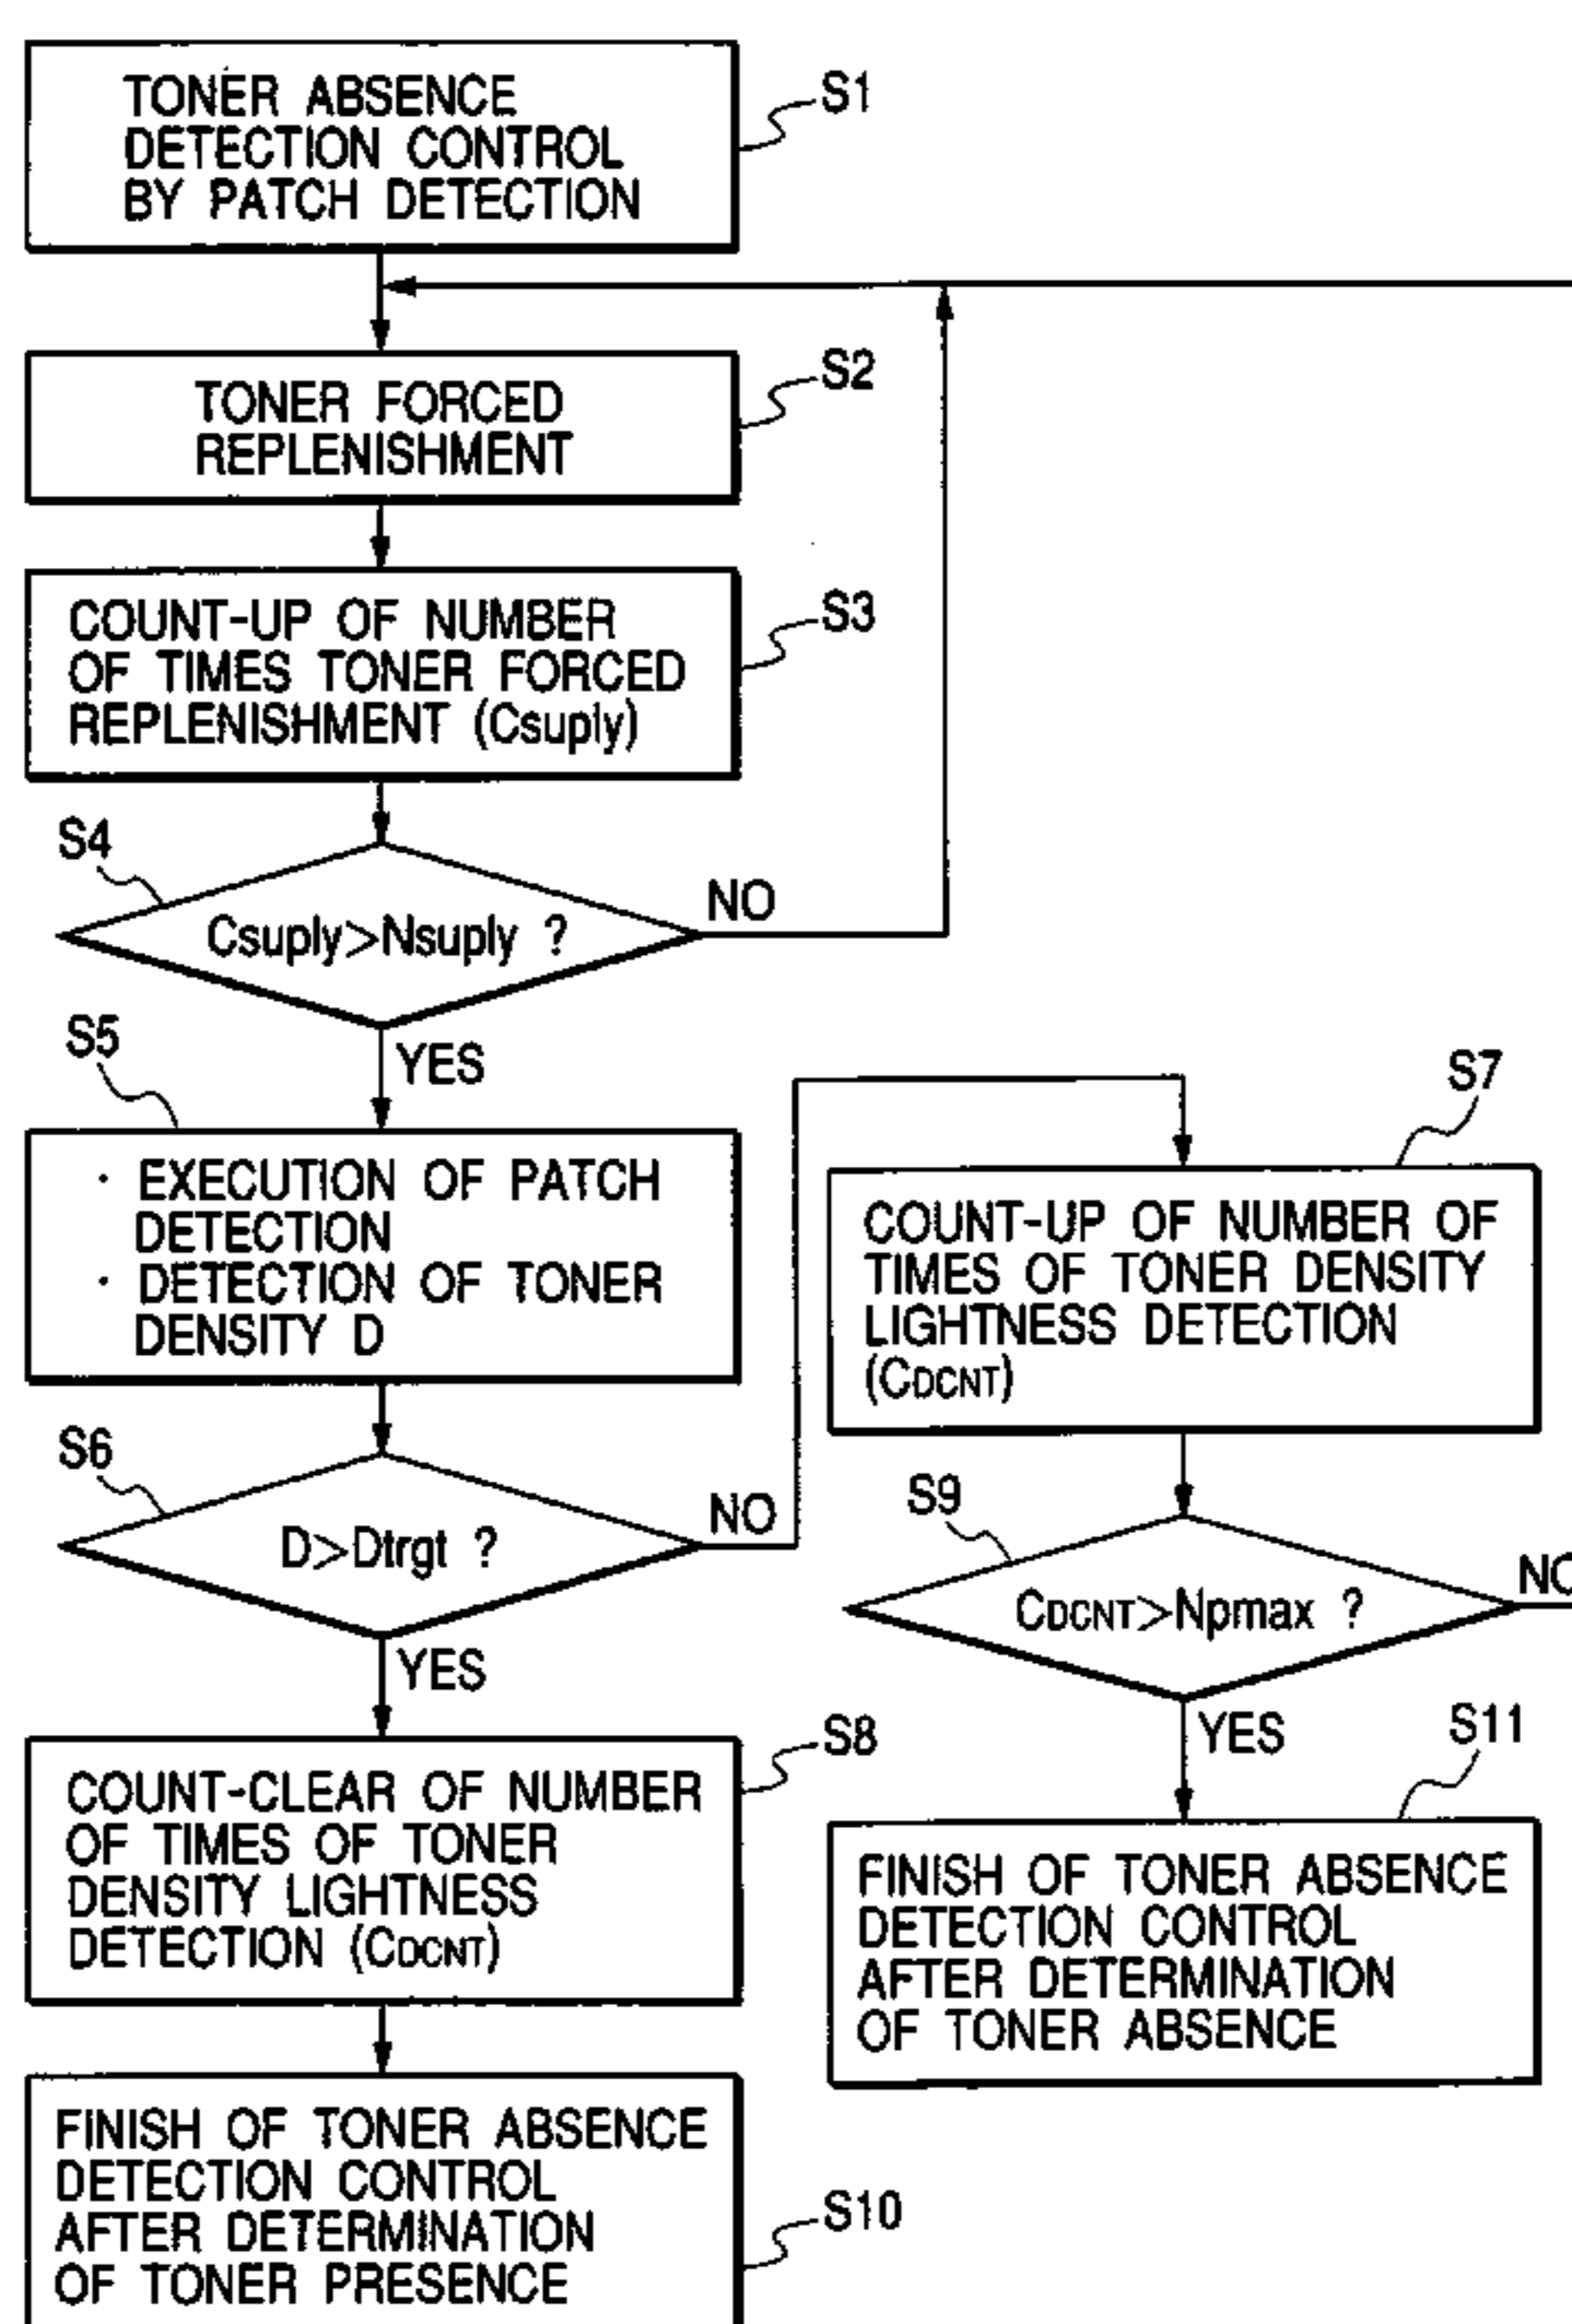 TONER ABSENCE
DETECTION CONTROL
BY PATCH DETECTION
S1
TONER FORCED
REPLENISHMENT
S2
COUNT-UP OF NUMBER
OF TIMES TONER FORCED
REPLENISHMENT (Csuply)
S3
S4
Csuply>Nsuply ?
NO
YES
S5
· EXECUTION OF PATCH
DETECTION
· DETECTION OF TONER
DENSITY D
S6
D>Dtrgt ?
NO
YES
S7
COUNT-UP OF NUMBER OF
TIMES OF TONER DENSITY
LIGHTNESS DETECTION
(CDCNT)
S9
CDCNT>Npmax ?
NO
YES
S8
COUNT-CLEAR OF NUMBER
OF TIMES OF TONER
DENSITY LIGHTNESS
DETECTION (CDCNT)
S11
FINISH OF TONER ABSENCE
DETECTION CONTROL
AFTER DETERMINATION
OF TONER ABSENCE
FINISH OF TONER ABSENCE
DETECTION CONTROL
AFTER DETERMINATION
OF TONER PRESENCE
S10